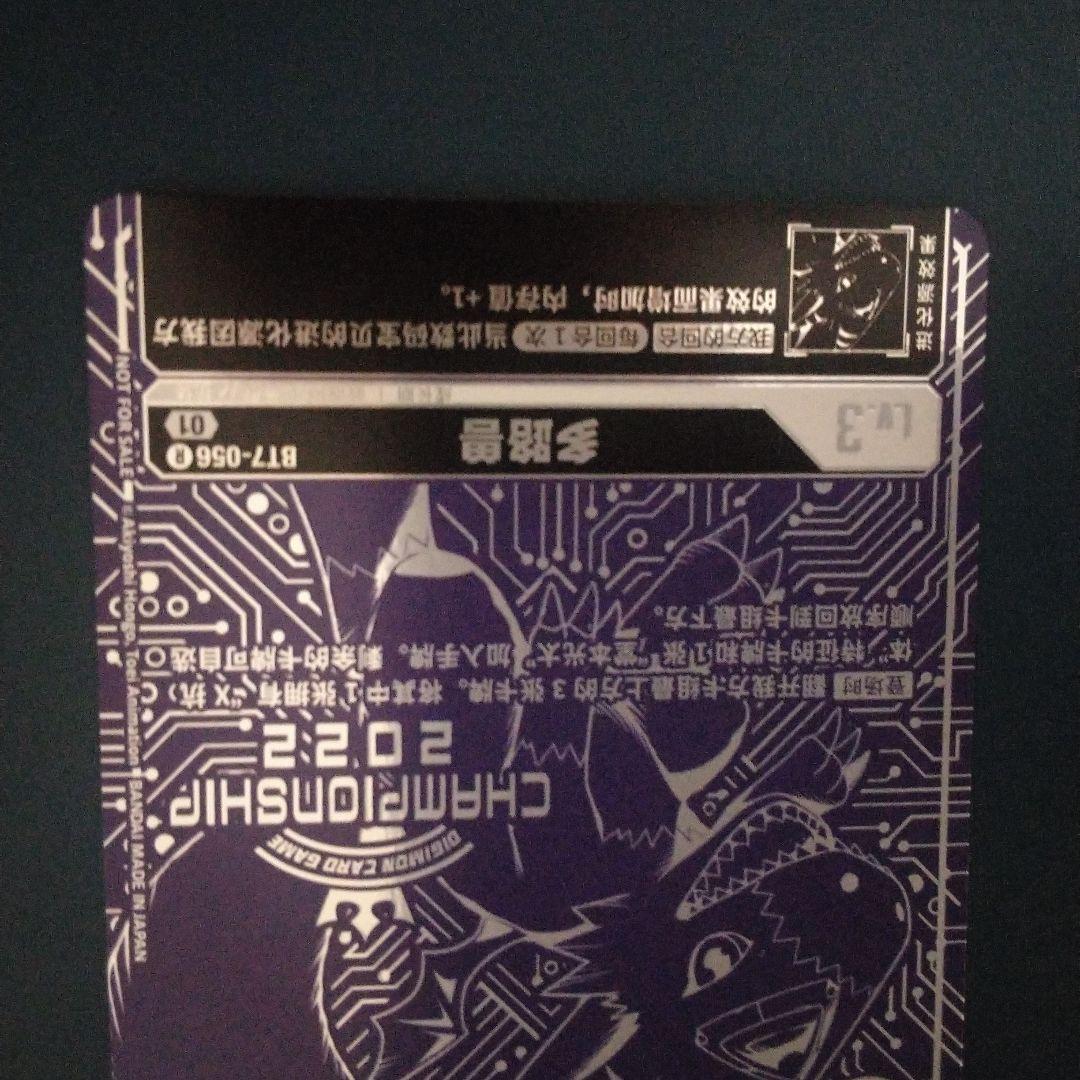 DIGIMON CARD GAME
CHAMPIONSHIP
2022
登场时 翻开我方卡组最上方的 3 张卡牌。将其中 1 张拥有“X 抗
体”特征的卡牌和 1 张“堂本光太”加入手牌。剩余的卡牌可自选
顺序放回到卡组最下方。
Lv.3
多路兽
BT7-056 R
01
成长期
进化源效果
我方的回合 每回合 1 次 当此数码宝贝的进化源因我方
的效果而增加时，内存值 +1。
NOT FOR SALE © Akiyoshi Hongo, Toei Animation • BANDAI MADE IN JAPAN